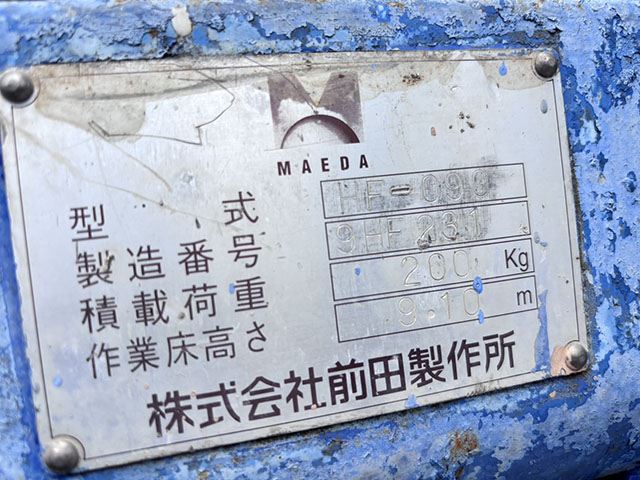 MAEDA
型式 HF-090
製造番号 9HF231
積載荷重 200 Kg
作業床高さ 9.10 m
株式会社前田製作所